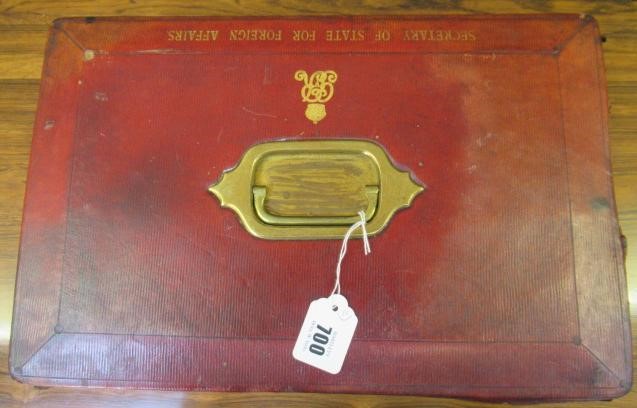 SECRETARY OF STATE FOR FOREIGN AFFAIRS.
700